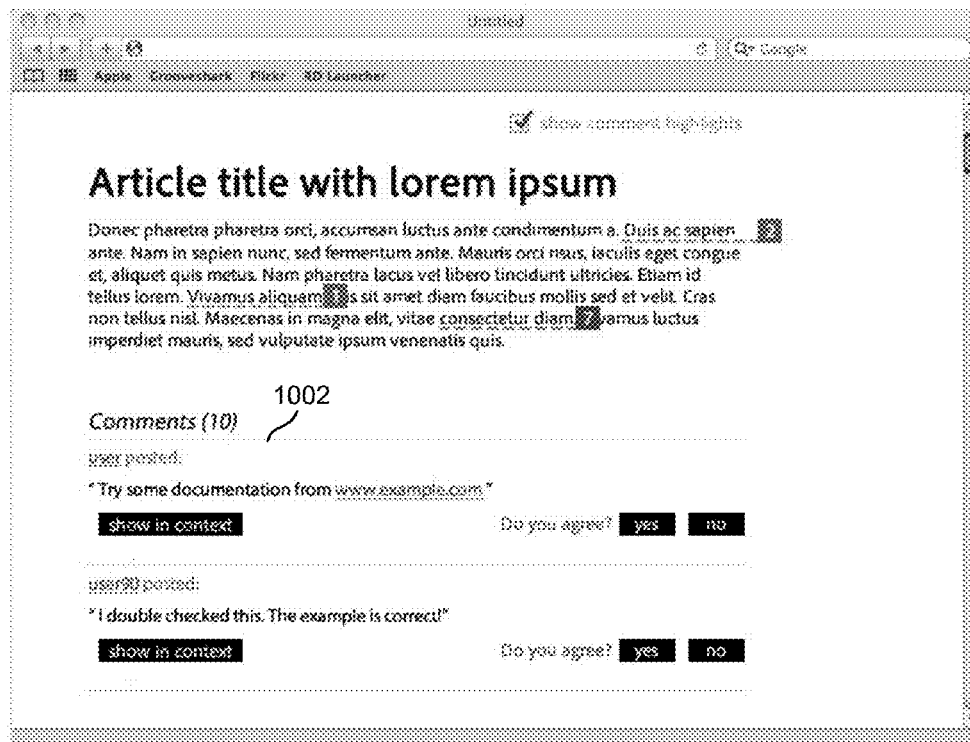 Untitled
Google
Apple Grooveshark Flickr RD Launcher
show comment highlights
Article title with lorem ipsum
Donec pharetra pharetra orci, accumsan luctus ante condimentum a. Duis ac sapien
ante. Nam in sapien nunc, sed fermentum ante. Mauris orci risus, iaculis eget congue
et, aliquet quis metus. Nam pharetra lacus vel libero tincidunt ultricies. Etiam id
tellus lorem. Vivamus aliquam s sit amet diam faucibus mollis sed et velit. Cras
non tellus nisl. Maecenas in magna elit, vitae consectetur diam vamus luctus
imperdiet mauris, sed vulputate ipsum venenatis quis.
1002
Comments (10)
user posted:
"Try some documentation from www.example.com"
show in context Do you agree? yes no
user90 posted:
"I double checked this. The example is correct!"
show in context Do you agree? yes no